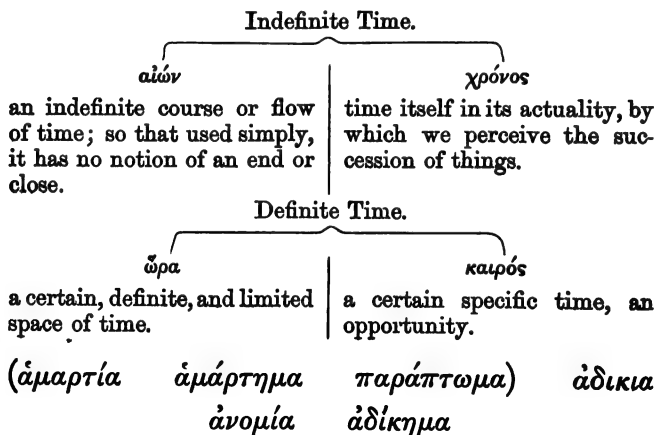 Indefinite Time.
αἰών
an indefinite course or flow
of time; so that used simply,
it has no notion of an end or
close.
χρόνος
time itself in its actuality, by
which we perceive the suc-
cession of things.
Definite Time.
ὥρα
a certain, definite, and limited
space of time.
καιρός
a certain specific time, an
opportunity.
(ἁμαρτία ἁμάρτημα παράπτωμα) ἀδικια
ἀνομία ἀδίκημα